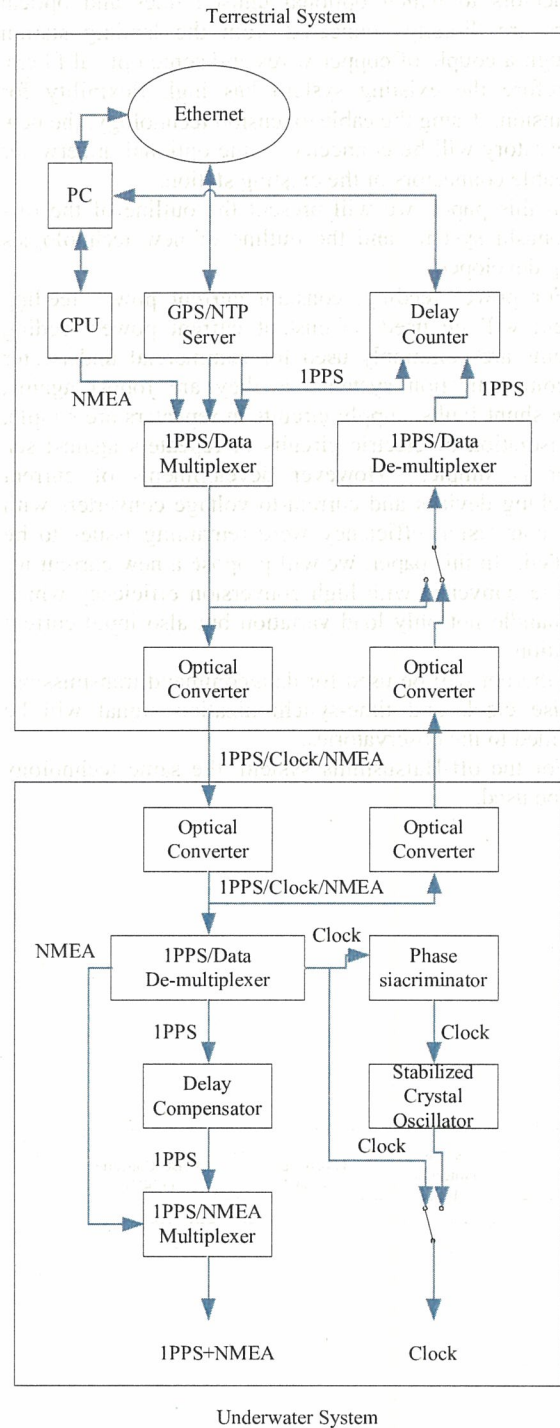 Terrestrial System
Ethernet
PC
CPU
GPS/NTP
Server
Delay
Counter
1PPS
1PPS
NMEA
1PPS/Data
Multiplexer
1PPS/Data
De-multiplexer
Optical
Converter
Optical
Converter
1PPS/Clock/NMEA
Optical
Converter
Optical
Converter
1PPS/Clock/NMEA
NMEA
1PPS/Data
De-multiplexer
Clock
Phase
siacriminator
1PPS
Clock
Delay
Compensator
Stabilized
Crystal
Oscillator
1PPS
Clock
1PPS/NMEA
Multiplexer
1PPS+NMEA
Clock
Underwater System